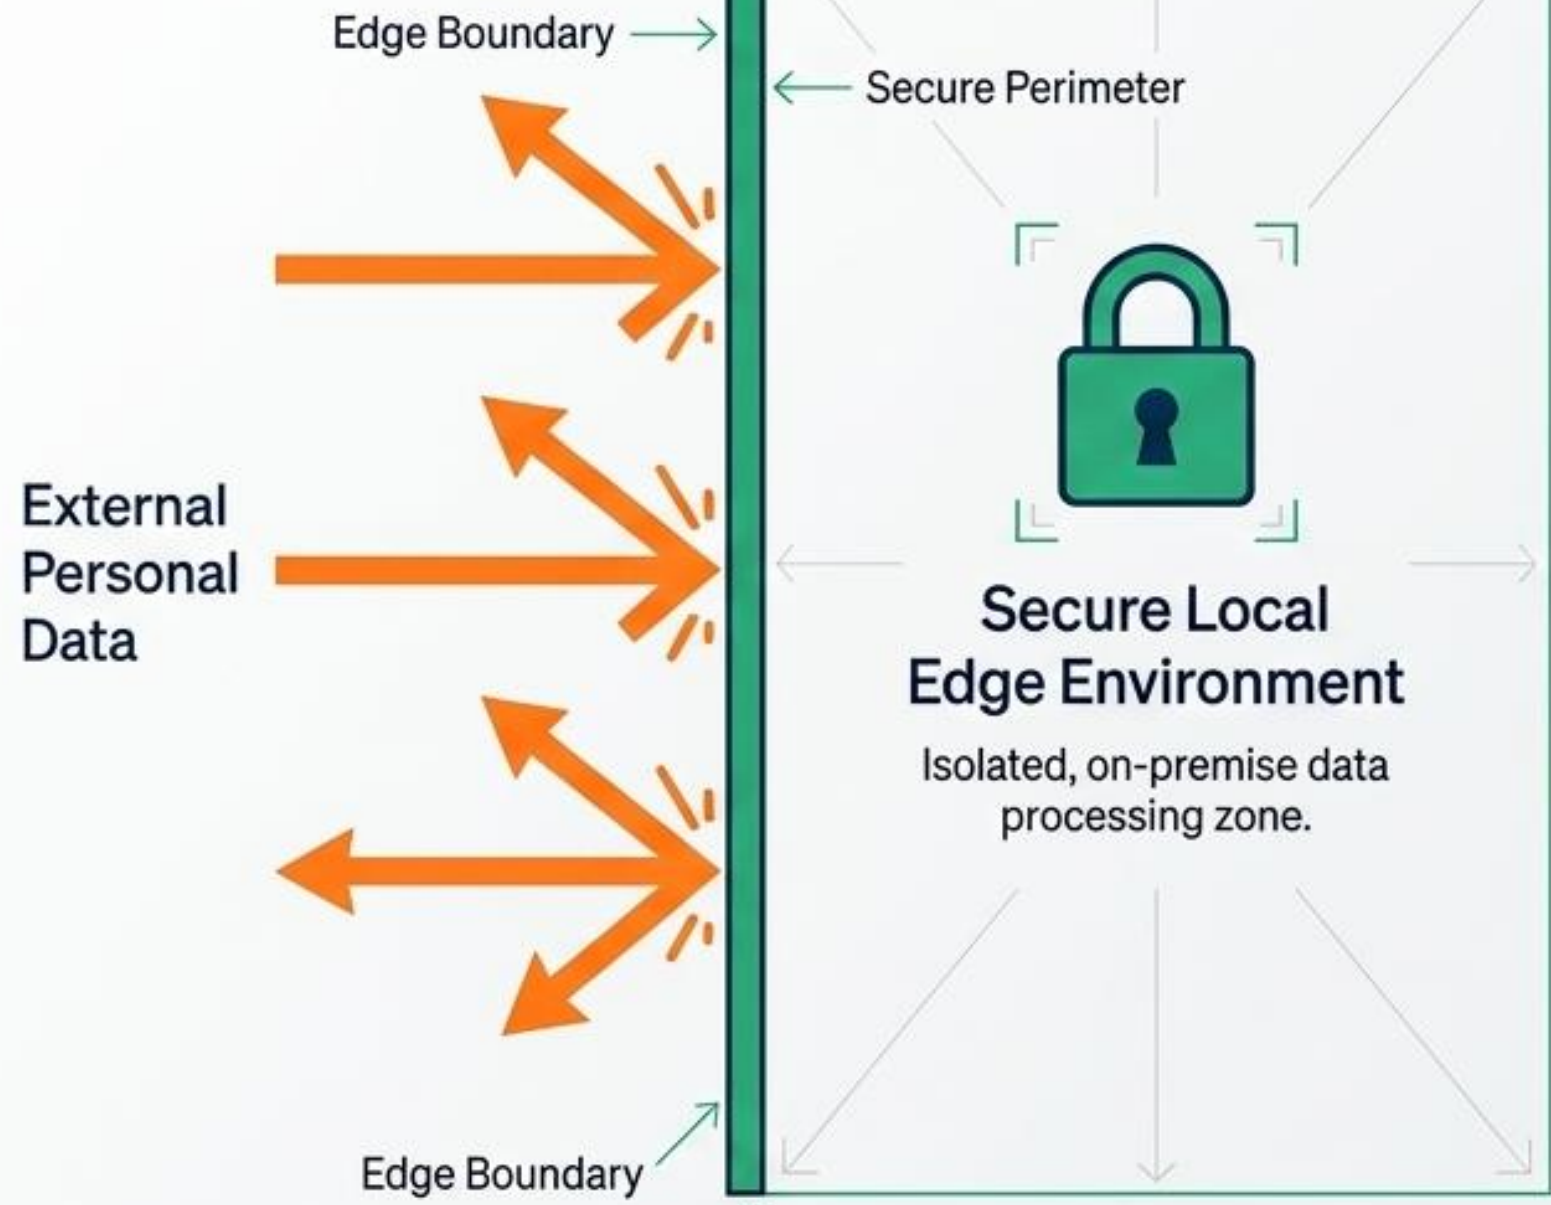 Edge Boundary
Secure Perimeter
External
Personal
Data
Secure Local
Edge Environment
Isolated, on-premise data
processing zone.
Edge Boundary